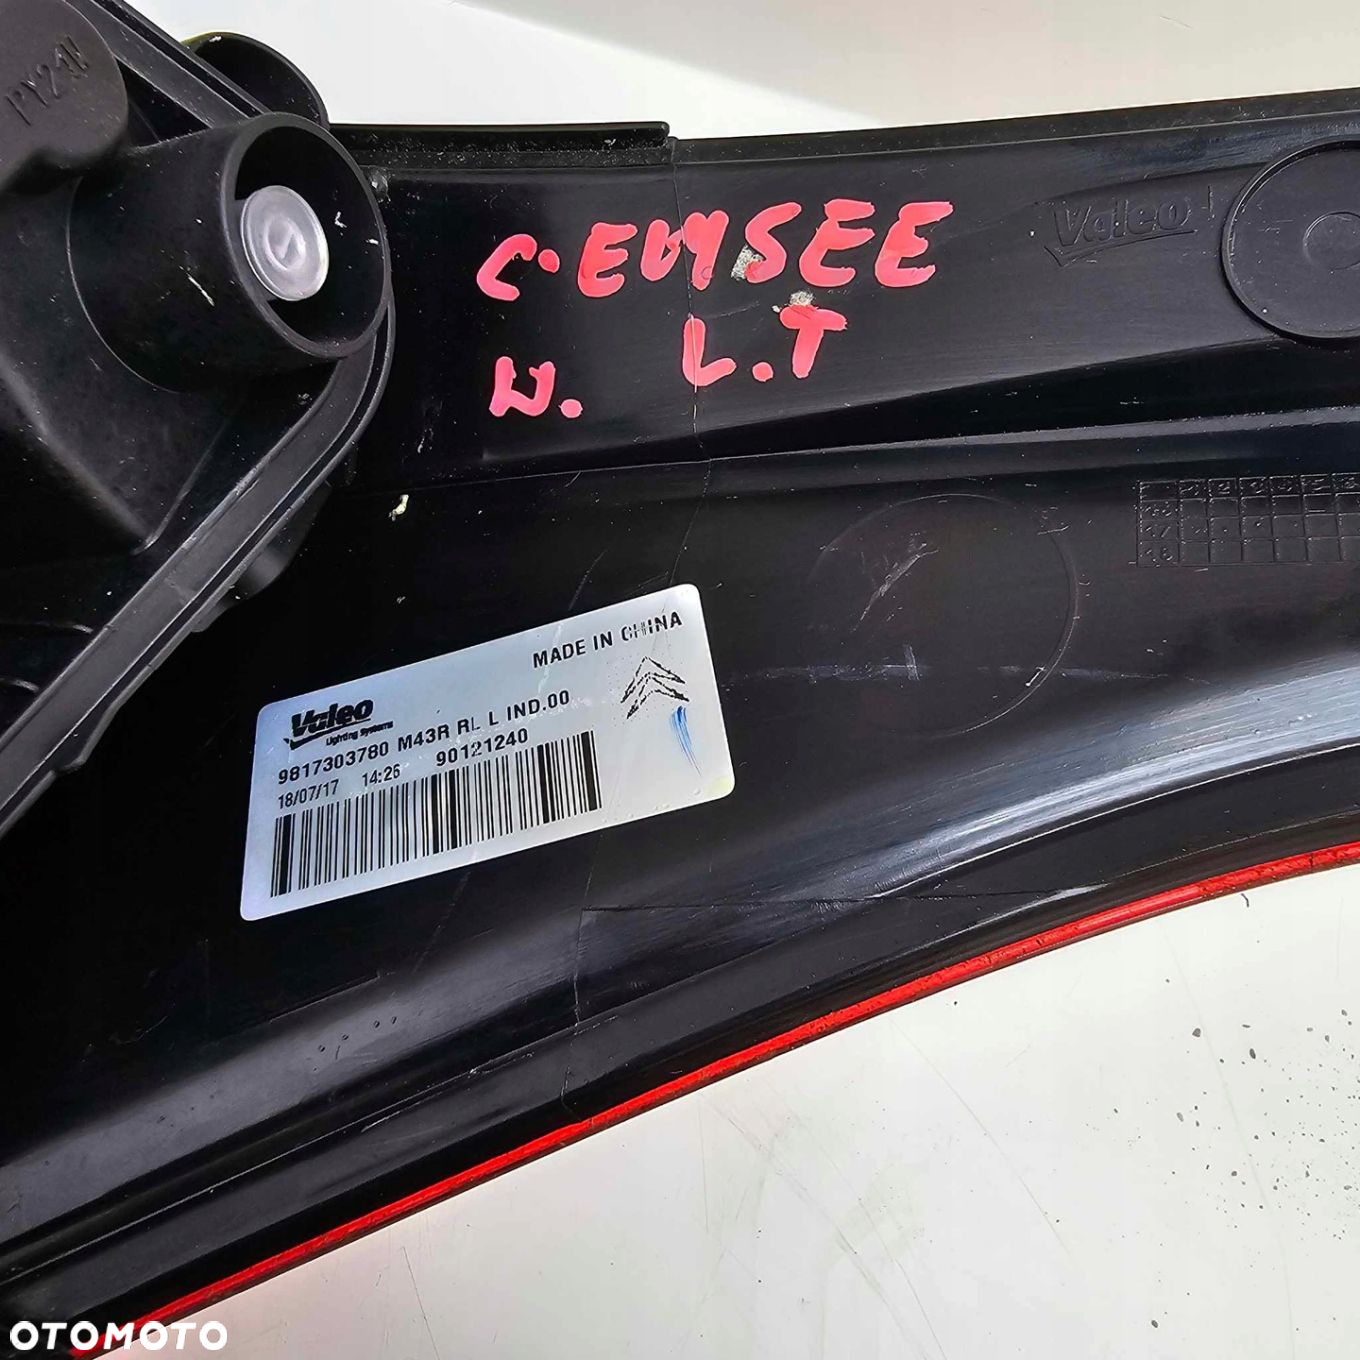 PY21W
C.ELYSEE
L.T
N.
Valeo
MADE IN CHINA
Valeo
Lighting Systems
9817303780 M43R RL L IND.00
18/07/17 14:26 90121240
OTOMOTO